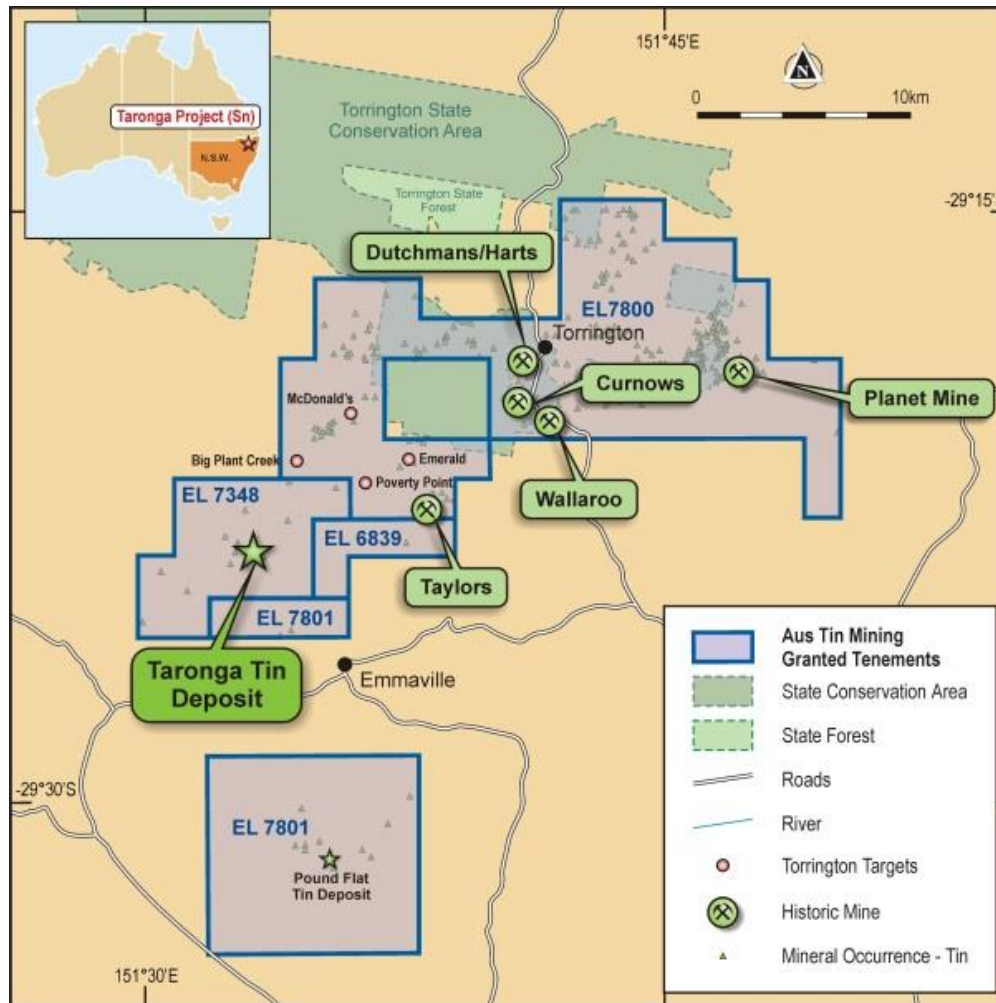 Taronga Project (Sn)
N.S.W.
151°45'E
N
0
10km
Torrington State
Conservation Area
Torrington State
Forest
-29°15'S
Dutchmans/Harts
EL7800
Torrington
Curnows
Planet Mine
McDonald's
Big Plant Creek
Emerald
Poverty Point
Wallaroo
EL 7348
EL 6839
Taylors
EL 7801
Taronga Tin
Deposit
Emmaville
-29°30'S
EL 7801
Pound Flat
Tin Deposit
151°30'E
Aus Tin Mining
Granted Tenements
State Conservation Area
State Forest
Roads
River
Torrington Targets
Historic Mine
Mineral Occurrence - Tin